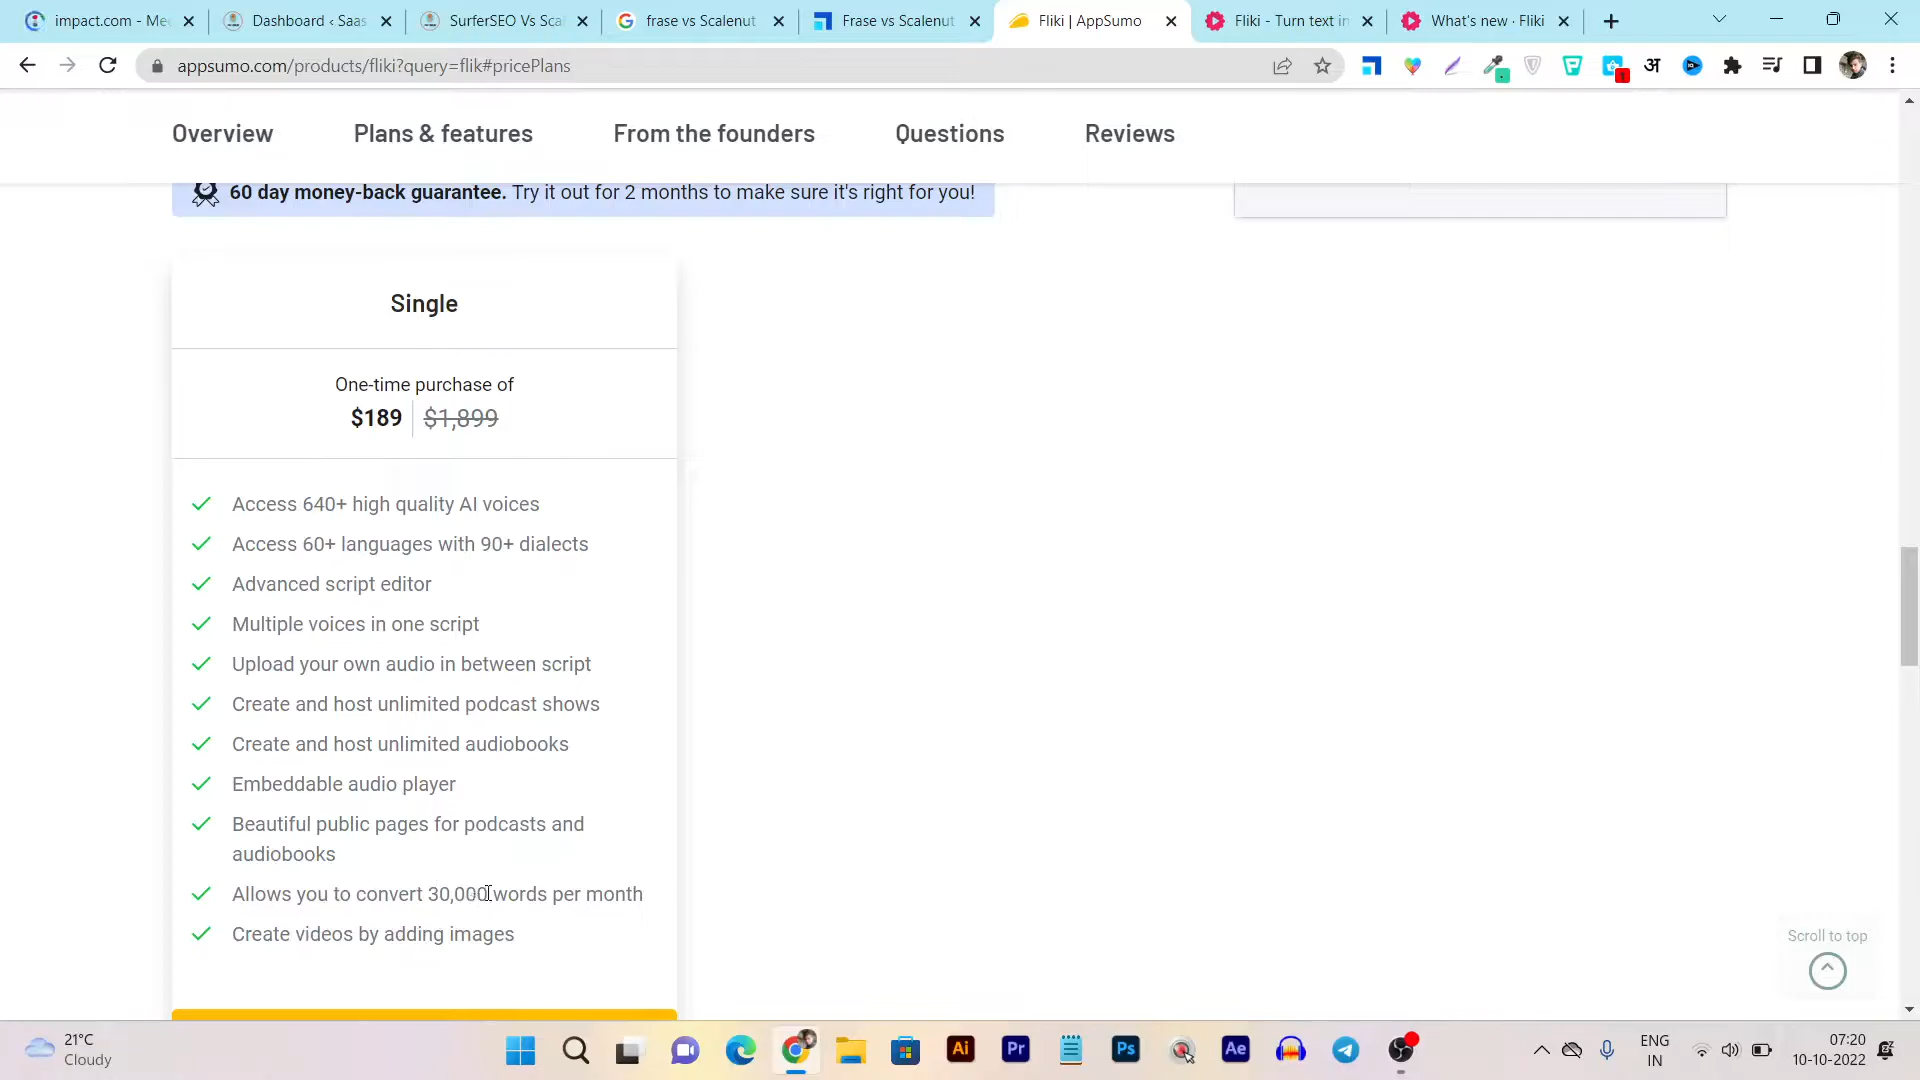 impact.com - Me
Dashboard ‹ Saas
SurferSEO Vs Sca
frase vs Scalenut
Frase vs Scalenut
Fliki | AppSumo
Fliki - Turn text in
What's new · Fliki
appsumo.com/products/fliki?query=flik#pricePlans
अ
Overview
Plans & features
From the founders
Questions
Reviews
60 day money-back guarantee. Try it out for 2 months to make sure it's right for you!
Single
One-time purchase of
$189 $1,899
Access 640+ high quality AI voices
Access 60+ languages with 90+ dialects
Advanced script editor
Multiple voices in one script
Upload your own audio in between script
Create and host unlimited podcast shows
Create and host unlimited audiobooks
Embeddable audio player
Beautiful public pages for podcasts and
audiobooks
Allows you to convert 30,000 words per month
Create videos by adding images
Scroll to top
21°C
Cloudy
Ai
Pr
Ps
Ae
ENG
IN
07:20
10-10-2022